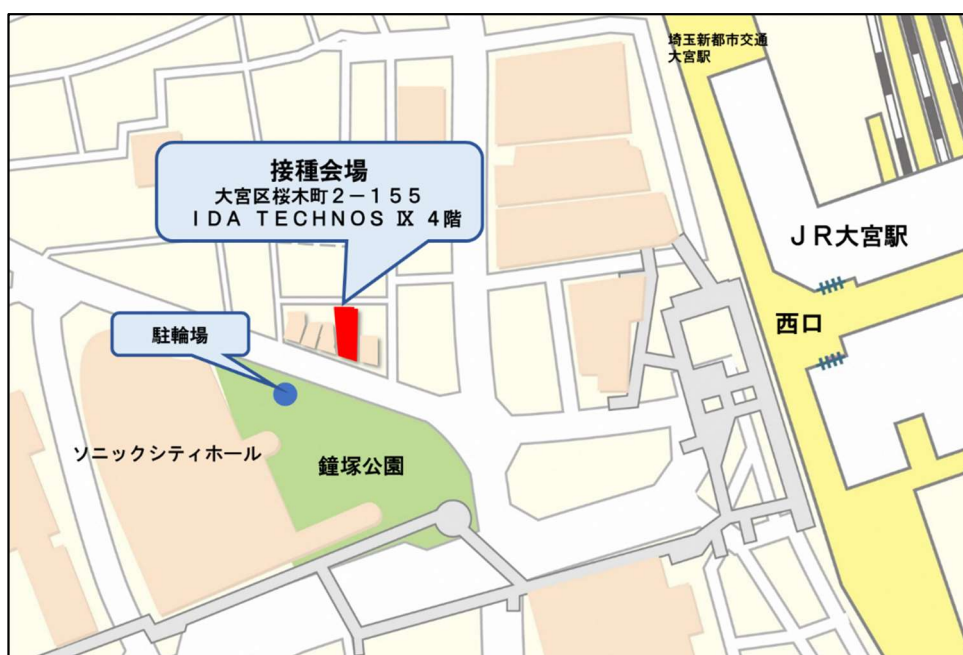 埼玉新都市交通
大宮駅
接種会場
大宮区桜木町2-155
IDA TECHNOS Ⅸ 4階
JR大宮駅
西口
駐輪場
ソニックシティホール
鐘塚公園